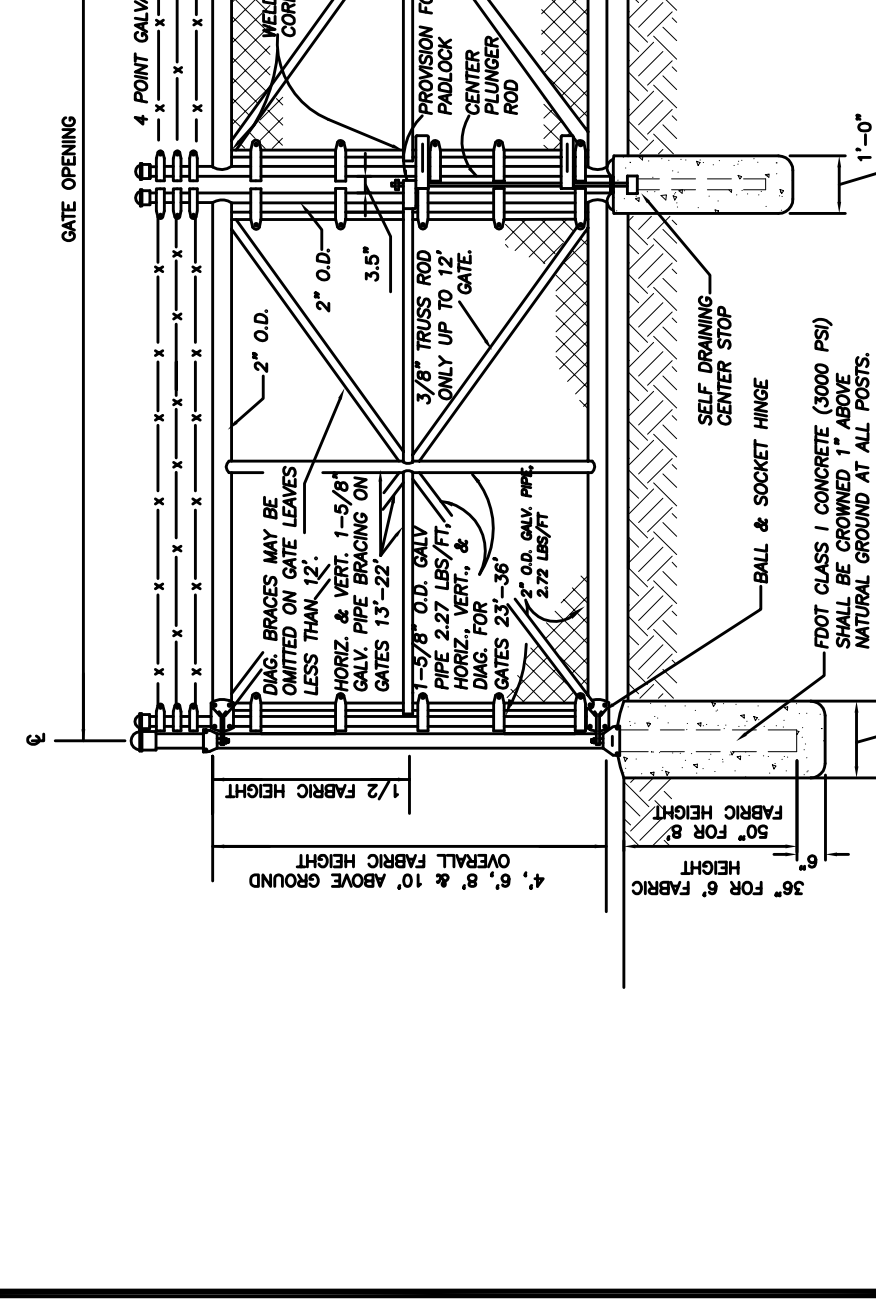 ℄
GATE OPENING
4 POINT GALV
WELD
CORN
PROVISION FO
PADLOCK
CENTER
PLUNGER
ROD
2" O.D.
2" O.D.
3.5"
3/8" TRUSS ROD
ONLY UP TO 12'
GATE.
DIAG. BRACES MAY BE
OMITTED ON GATE LEAVES
LESS THAN 12'.
HORIZ. & VERT. 1-5/8"
GALV. PIPE BRACING ON
GATES 13'-22'
1-5/8" O.D. GALV
PIPE 2.27 LBS/FT,
HORIZ., VERT., &
DIAG. FOR
GATES 23'-36'
2" O.D. GALV. PIPE,
2.72 LBS/FT
1/2 FABRIC HEIGHT
4', 6', 8' & 10' ABOVE GROUND
OVERALL FABRIC HEIGHT
36" FOR 6' FABRIC
HEIGHT
50" FOR 8'
FABRIC HEIGHT
6"
1'-0"
SELF DRAINING
CENTER STOP
BALL & SOCKET HINGE
FDOT CLASS I CONCRETE (3000 PSI)
SHALL BE CROWNED 1" ABOVE
NATURAL GROUND AT ALL POSTS.